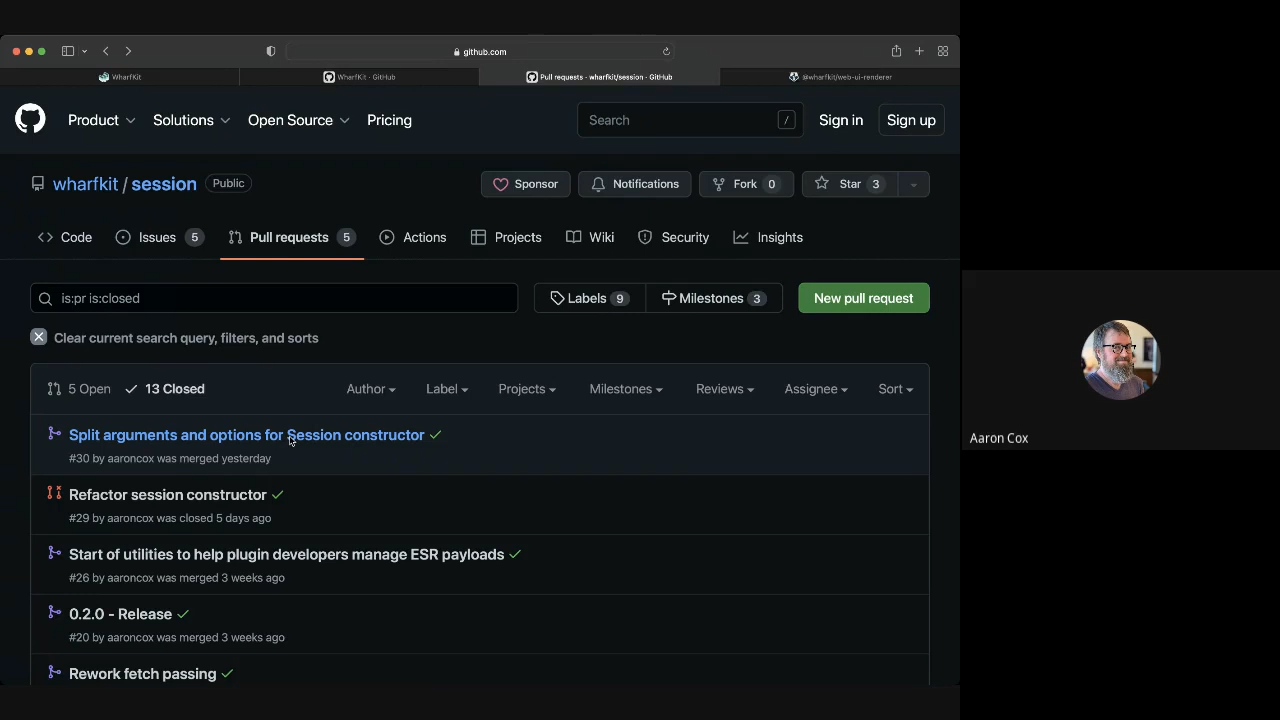 github.com
WharfKit
WharfKit · GitHub
Pull requests · wharfkit/session · GitHub
@wharfkit/web-ui-renderer
Product
Solutions
Open Source
Pricing
Search
/
Sign in
Sign up
wharfkit / session
Public
Sponsor
Notifications
Fork 0
Star 3
Code
Issues 5
Pull requests 5
Actions
Projects
Wiki
Security
Insights
is:pr is:closed
Labels 9
Milestones 3
New pull request
Clear current search query, filters, and sorts
5 Open
13 Closed
Author
Label
Projects
Milestones
Reviews
Assignee
Sort
Split arguments and options for Session constructor
#30 by aaroncox was merged yesterday
Refactor session constructor
#29 by aaroncox was closed 5 days ago
Start of utilities to help plugin developers manage ESR payloads
#26 by aaroncox was merged 3 weeks ago
0.2.0 - Release
#20 by aaroncox was merged 3 weeks ago
Rework fetch passing
Aaron Cox